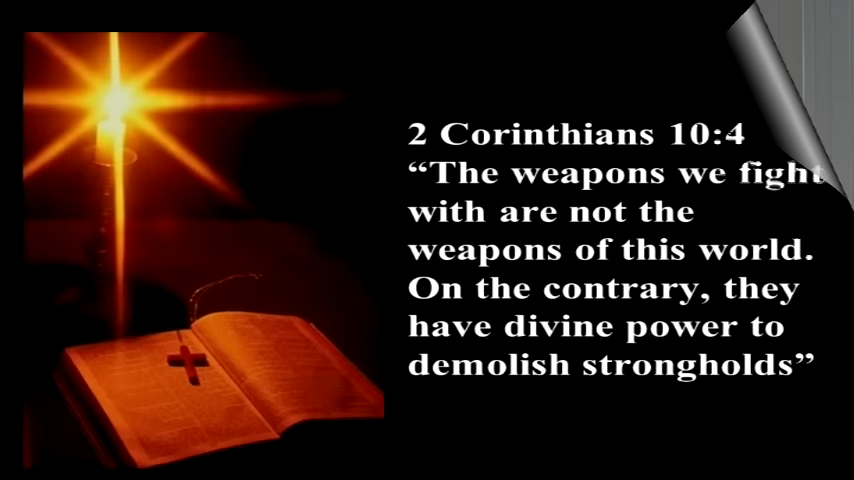 2 Corinthians 10:4
“The weapons we fight
with are not the
weapons of this world.
On the contrary, they
have divine power to
demolish strongholds”